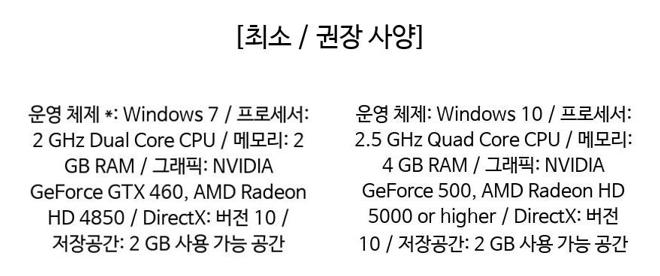 [최소 / 권장 사양]
운영 체제 *: Windows 7 / 프로세서:
2 GHz Dual Core CPU / 메모리: 2
GB RAM / 그래픽: NVIDIA
GeForce GTX 460, AMD Radeon
HD 4850 / DirectX: 버전 10 /
저장공간: 2 GB 사용 가능 공간
운영 체제: Windows 10 / 프로세서:
2.5 GHz Quad Core CPU / 메모리:
4 GB RAM / 그래픽: NVIDIA
GeForce 500, AMD Radeon HD
5000 or higher / DirectX: 버전
10 / 저장공간: 2 GB 사용 가능 공간